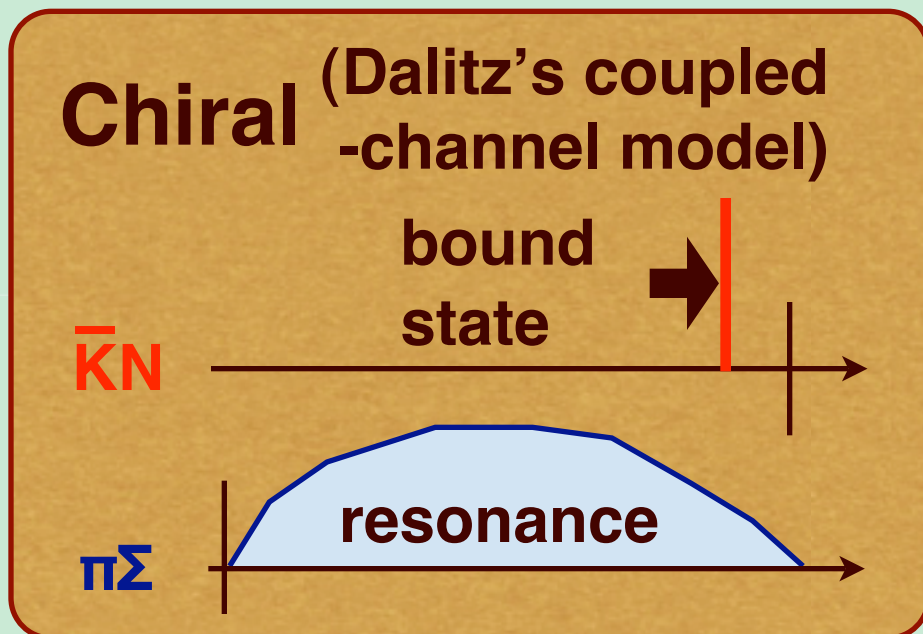 Chiral (Dalitz’s coupled
-channel model)
bound
state
K̅N
resonance
πΣ